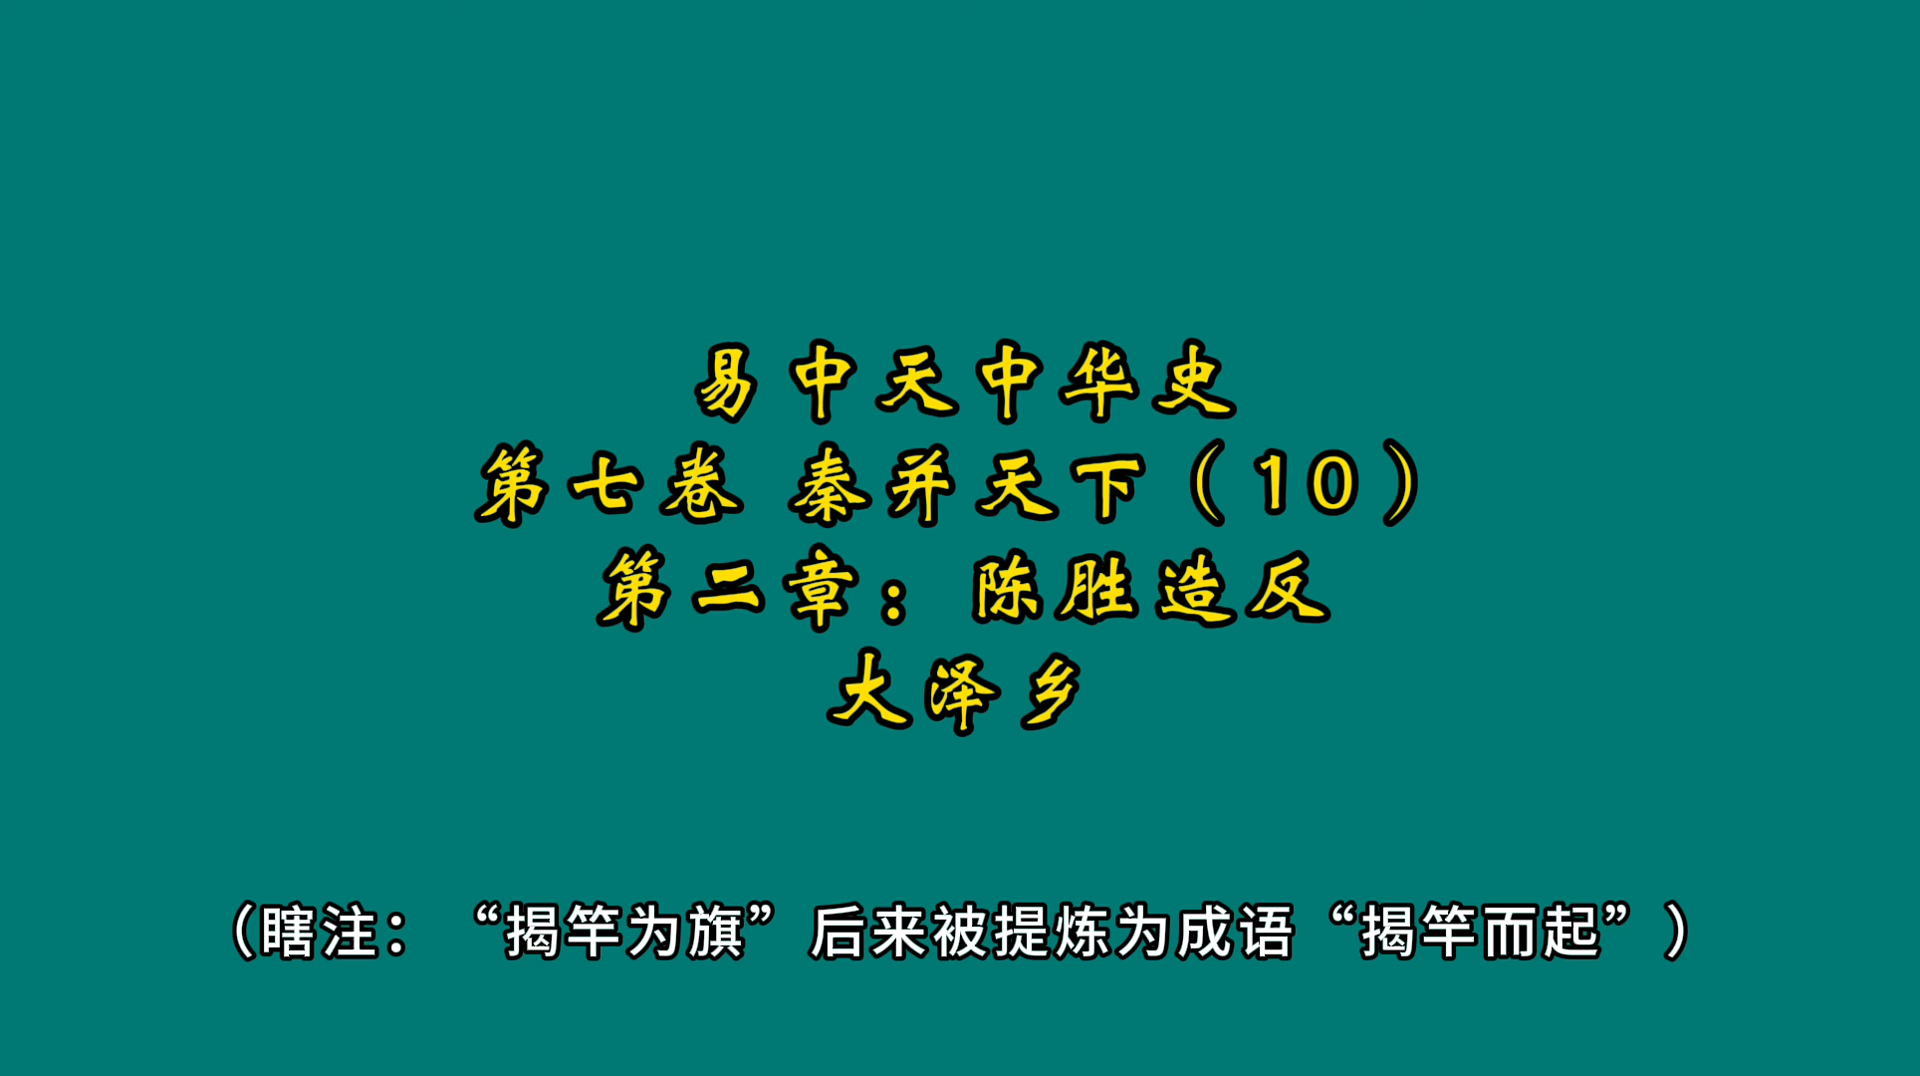 易中天中华史
第七卷 秦并天下（10）
第二章：陈胜造反
大泽乡
（瞎注：“揭竿为旗”后来被提炼为成语“揭竿而起”）